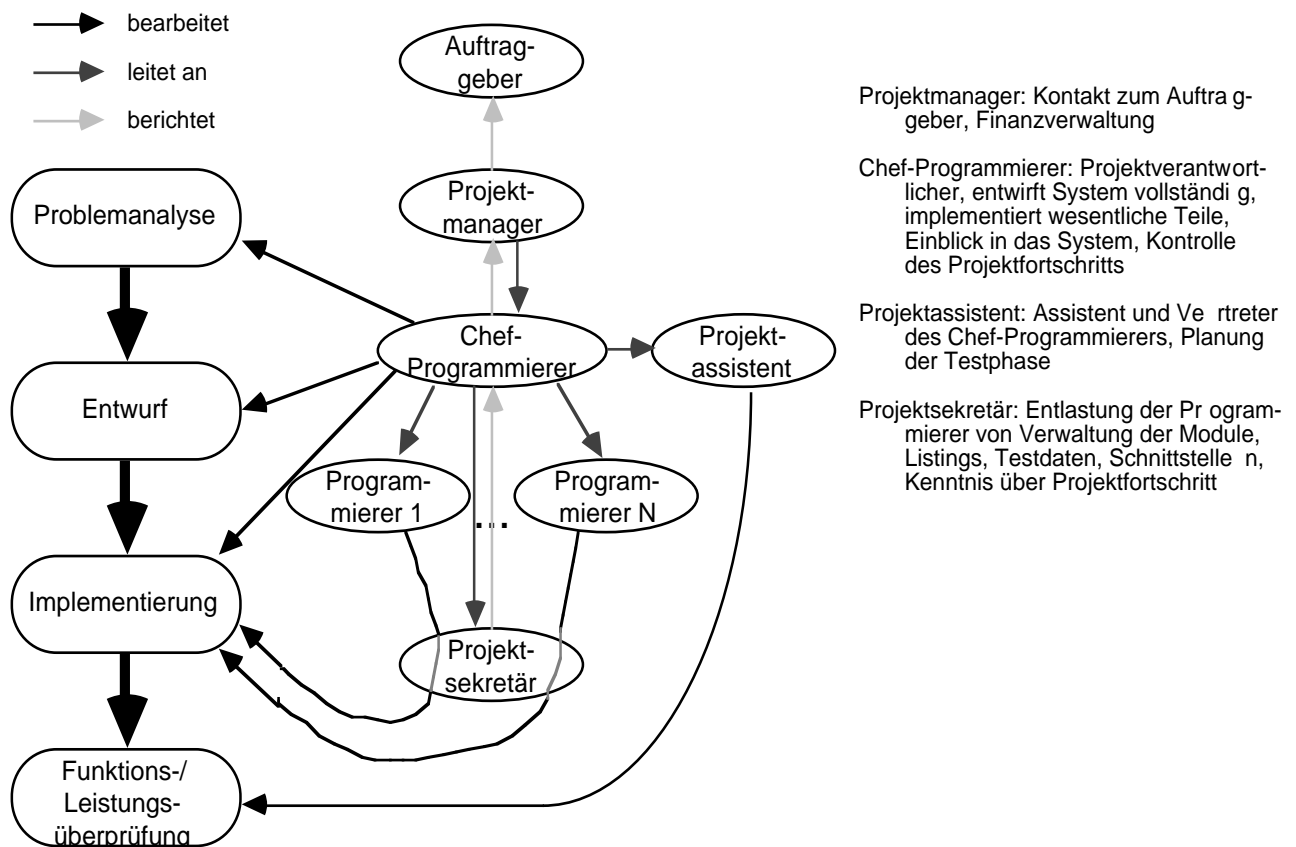 bearbeitet
leitet an
berichtet
Auftrag-
geber
Projekt-
manager
Chef-
Programmierer
Projekt-
assistent
Program-
mierer 1
...
Program-
mierer N
Projekt-
sekretär
Problemanalyse
Entwurf
Implementierung
Funktions-/
Leistungs-
überprüfung
Projektmanager: Kontakt zum Auftra g-
geber, Finanzverwaltung
Chef-Programmierer: Projektverantwort-
licher, entwirft System vollständi g,
implementiert wesentliche Teile,
Einblick in das System, Kontrolle
des Projektfortschritts
Projektassistent: Assistent und Ve rtreter
des Chef-Programmierers, Planung
der Testphase
Projektsekretär: Entlastung der Pr ogram-
mierer von Verwaltung der Module,
Listings, Testdaten, Schnittstelle n,
Kenntnis über Projektfortschritt